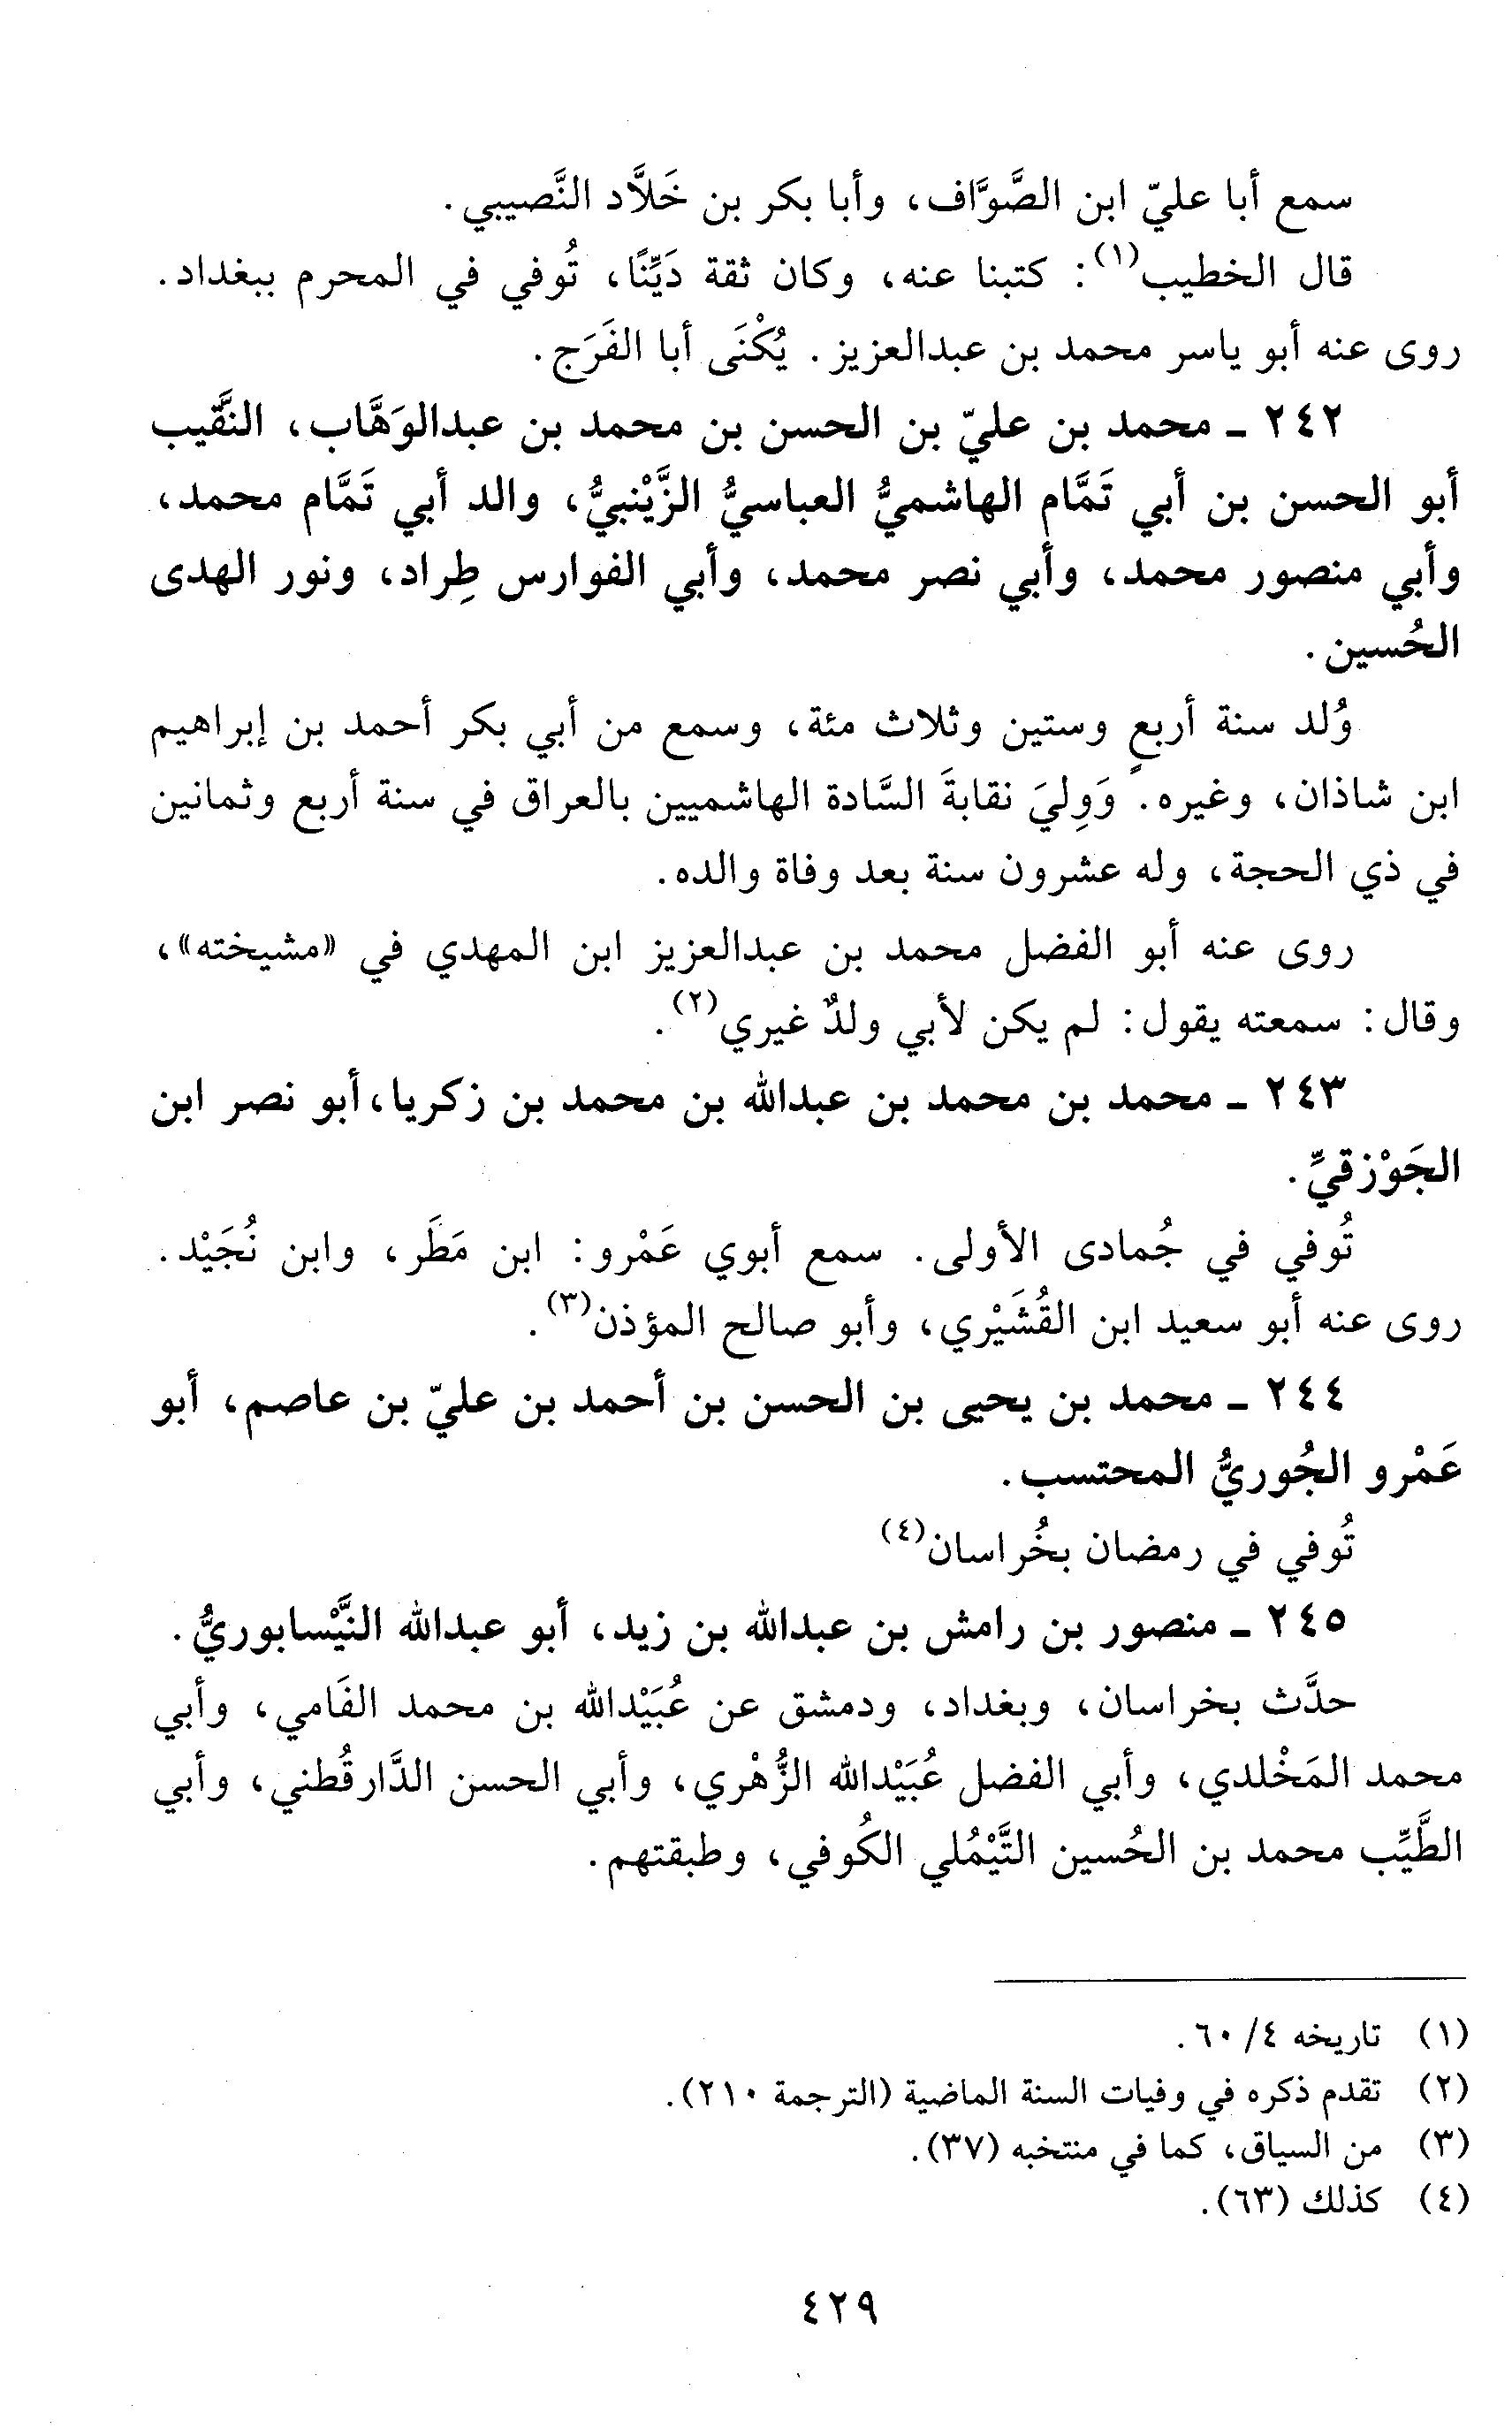 سمع أبا عليّ ابن الصَّوَّاف، وأبا بكر بن خَلاَّد النَّصيبي.
قال الخطيب(١): كتبنا عنه، وكان ثقة دَيِّنًا، تُوفي في المحرم ببغداد.
روى عنه أبو ياسر محمد بن عبدالعزيز. يُكْنَى أبا الفَرَج.
٢٤٢ ـ محمد بن عليّ بن الحسن بن محمد بن عبدالوَهَّاب، النَّقيب
أبو الحسن بن أبي تَمَّام الهاشميُّ العباسيُّ الزَّيْنبيُّ، والد أبي تَمَّام محمد،
وأبي منصور محمد، وأبي نصر محمد، وأبي الفوارس طِراد، ونور الهدى
الحُسين.
وُلد سنة أربعٍ وستين وثلاث مئة، وسمع من أبي بكر أحمد بن إبراهيم
ابن شاذان، وغيره. وَوِليَ نقابةَ السَّادة الهاشميين بالعراق في سنة أربع وثمانين
في ذي الحجة، وله عشرون سنة بعد وفاة والده.
روى عنه أبو الفضل محمد بن عبدالعزيز ابن المهدي في «مشيخته»،
وقال: سمعته يقول: لم يكن لأبي ولدٌ غيري(٢).
٢٤٣ ـ محمد بن محمد بن عبدالله بن محمد بن زكريا، أبو نصر ابن
الجَوْزقيِّ.
تُوفي في جُمادى الأولى. سمع أبوي عَمْرو: ابن مَطَر، وابن نُجَيْد.
روى عنه أبو سعيد ابن القُشَيْري، وأبو صالح المؤذن(٣).
٢٤٤ ـ محمد بن يحيى بن الحسن بن أحمد بن عليّ بن عاصم، أبو
عَمْرو الجُوريُّ المحتسب.
تُوفي في رمضان بخُراسان(٤)
٢٤٥ ـ منصور بن رامش بن عبدالله بن زيد، أبو عبدالله النَّيْسابوريُّ.
حدَّث بخراسان، وبغداد، ودمشق عن عُبَيْدالله بن محمد الفَامي، وأبي
محمد المَخْلدي، وأبي الفضل عُبَيْدالله الزُّهْري، وأبي الحسن الدَّارقُطني، وأبي
الطَّيِّب محمد بن الحُسين التَّيْمُلي الكُوفي، وطبقتهم.
(١) تاريخه ٤/ ٦٠.
(٢) تقدم ذكره في وفيات السنة الماضية (الترجمة ٢١٠).
(٣) من السياق، كما في منتخبه (٣٧).
(٤) كذلك (٦٣).
٤٢٩